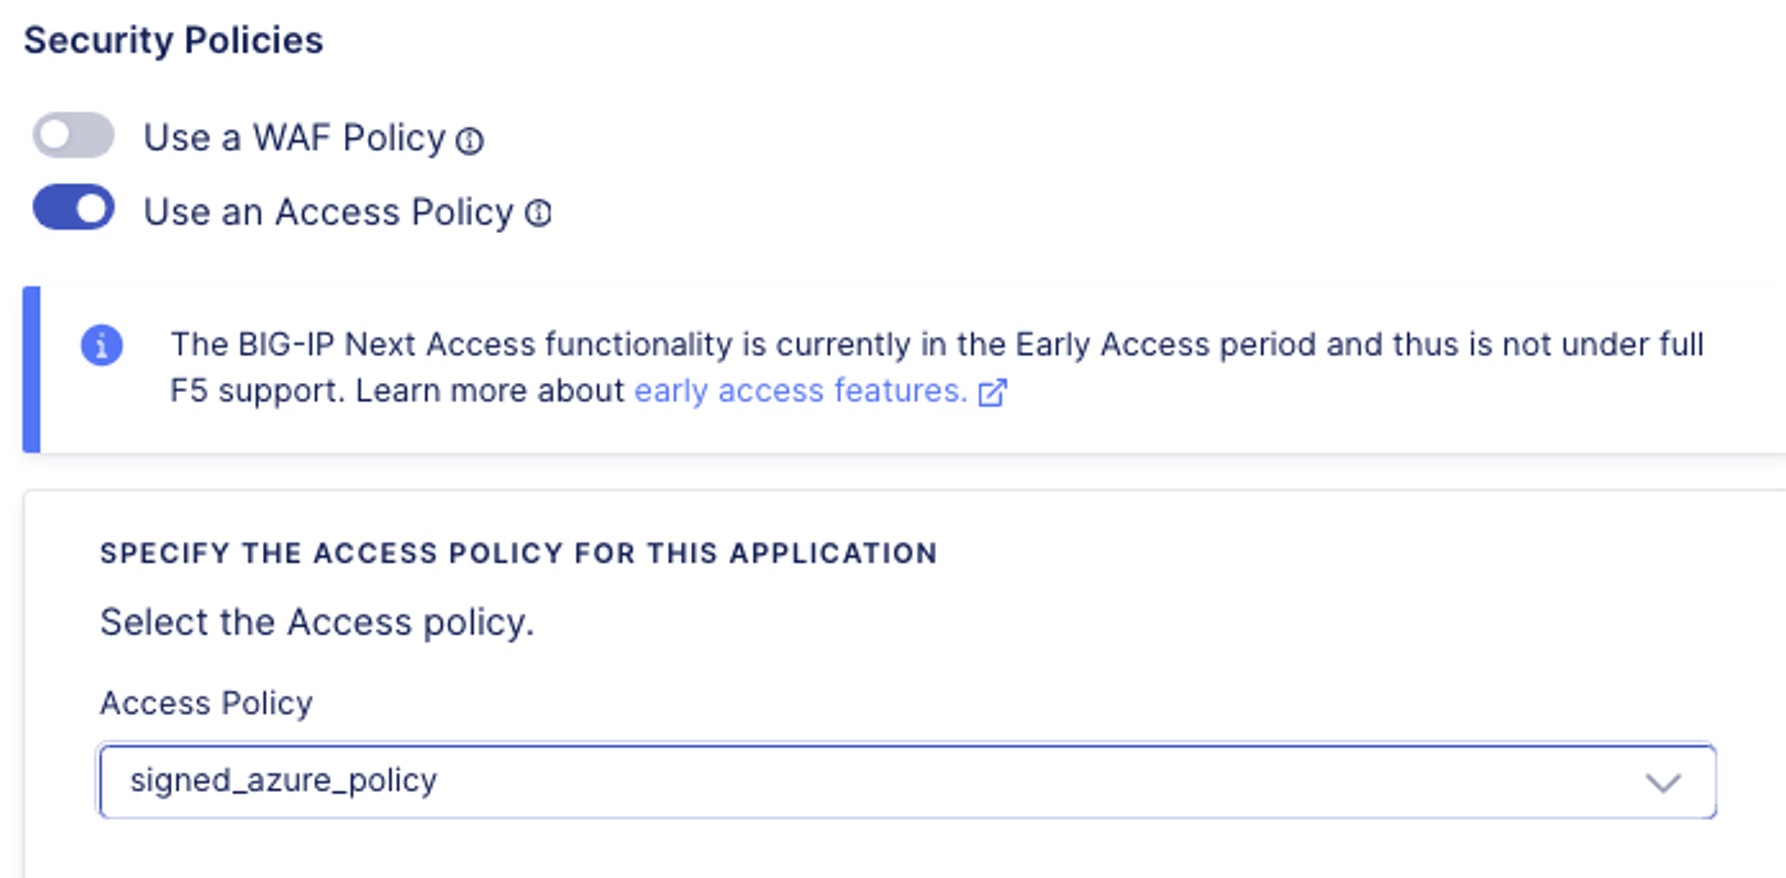 Security Policies
Use a WAF Policy
Use an Access Policy
The BIG-IP Next Access functionality is currently in the Early Access period and thus is not under full
F5 support. Learn more about early access features.
SPECIFY THE ACCESS POLICY FOR THIS APPLICATION
Select the Access policy.
Access Policy
signed_azure_policy